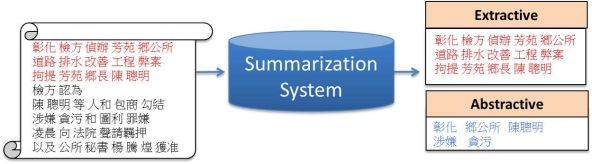 彰化 檢方 偵辦 芳苑 鄉公所
道路 排水 改善 工程 弊案
拘提 芳苑 鄉長 陳 聰明
檢方 認為
陳 聰明 等 人和 包商 勾結
涉嫌 貪污 和 圖利 罪嫌
凌晨 向 法院 聲請 羈押
以及 公所 秘書 楊 騰 煌 獲准
Summarization
System
Extractive
彰化 檢方 偵辦 芳苑 鄉公所
道路 排水 改善 工程 弊案
拘提 芳苑 鄉長 陳 聰明
Abstractive
彰化 鄉公所 陳聰明
涉嫌 貪污